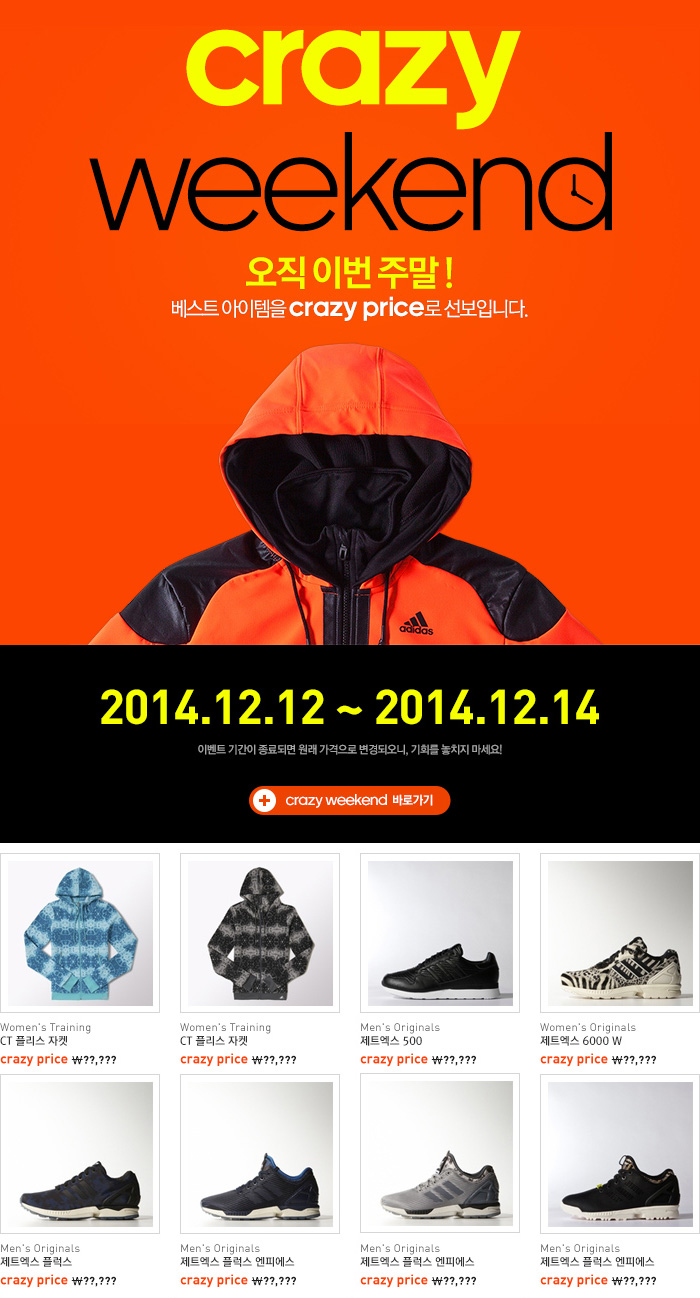 crazy
weekend
오직 이번 주말 !
베스트 아이템을 crazy price로 선보입니다.
adidas
2014.12.12 ~ 2014.12.14
이벤트 기간이 종료되면 원래 가격으로 변경되오니, 기회를 놓치지 마세요!
crazy weekend 바로가기
Women's Training
CT 플리스 자켓
crazy price ₩??,???
Women's Training
CT 플리스 자켓
crazy price ₩??,???
Men's Originals
제트엑스 500
crazy price ₩??,???
Women's Originals
제트엑스 6000 W
crazy price ₩??,???
Men's Originals
제트엑스 플럭스
crazy price ₩??,???
Men's Originals
제트엑스 플럭스 엔피에스
crazy price ₩??,???
Men's Originals
제트엑스 플럭스 엔피에스
crazy price ₩??,???
Men's Originals
제트엑스 플럭스 엔피에스
crazy price ₩??,???